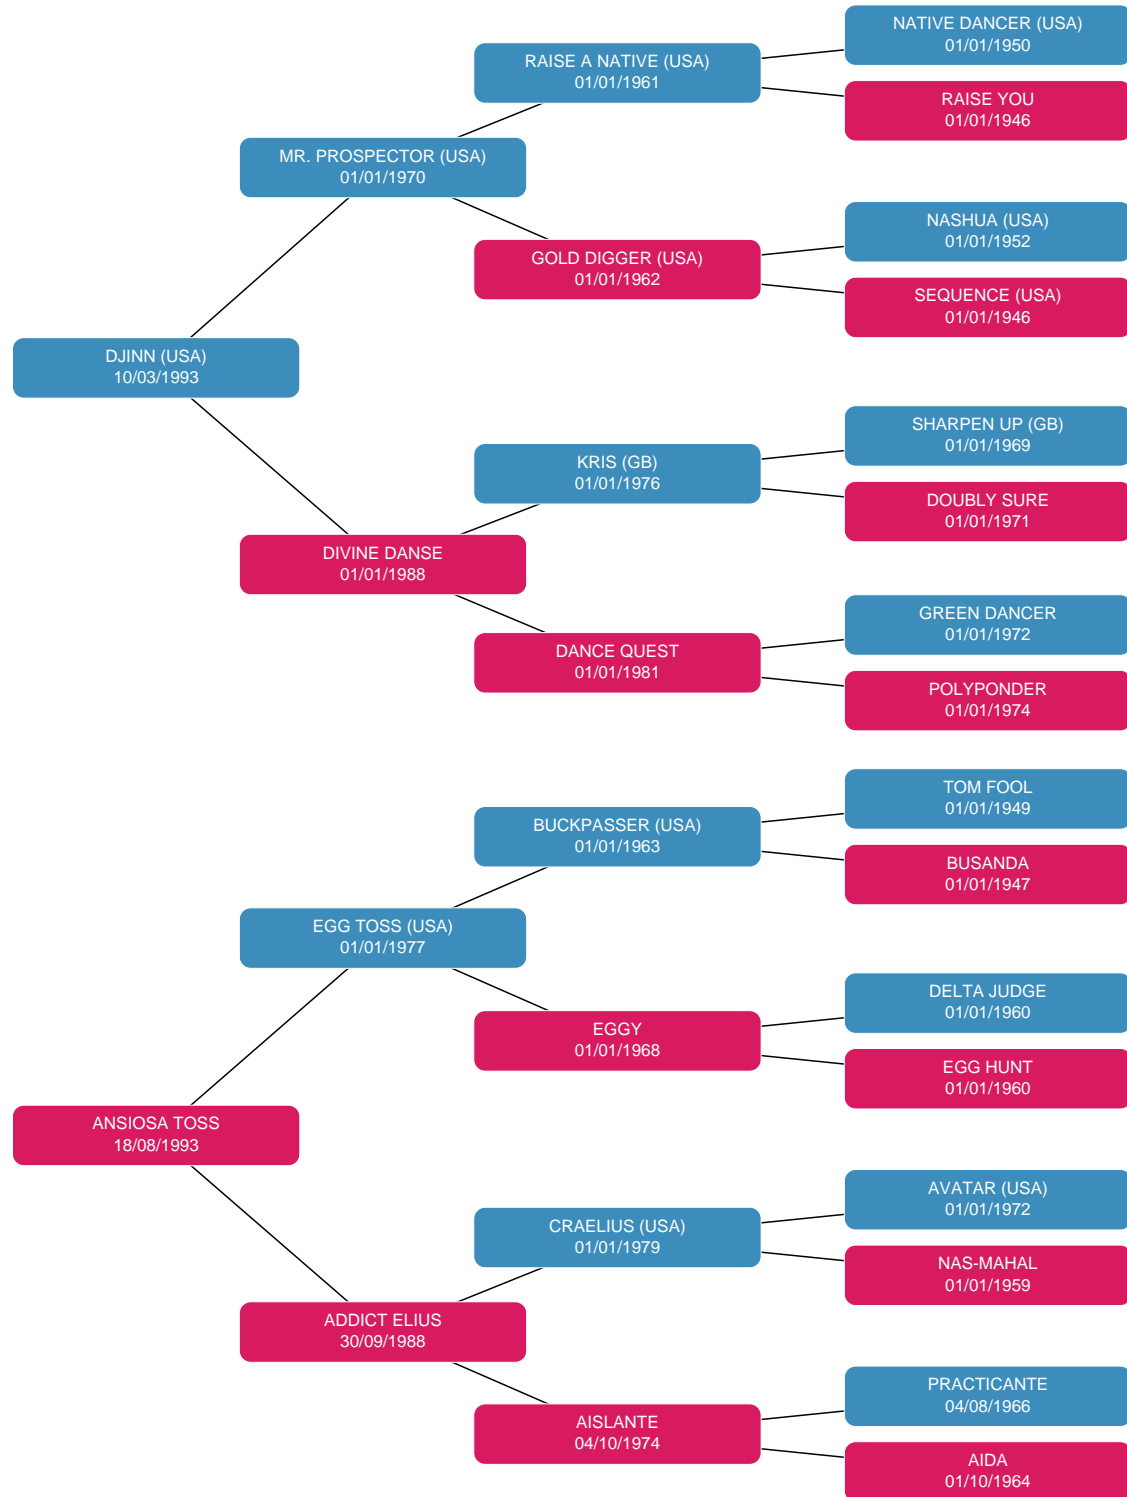 NATIVE DANCER (USA)
01/01/1950
RAISE A NATIVE (USA)
01/01/1961
RAISE YOU
01/01/1946
MR. PROSPECTOR (USA)
01/01/1970
NASHUA (USA)
01/01/1952
GOLD DIGGER (USA)
01/01/1962
SEQUENCE (USA)
01/01/1946
DJINN (USA)
10/03/1993
SHARPEN UP (GB)
01/01/1969
KRIS (GB)
01/01/1976
DOUBLY SURE
01/01/1971
DIVINE DANSE
01/01/1988
GREEN DANCER
01/01/1972
DANCE QUEST
01/01/1981
POLYPONDER
01/01/1974
TOM FOOL
01/01/1949
BUCKPASSER (USA)
01/01/1963
BUSANDA
01/01/1947
EGG TOSS (USA)
01/01/1977
DELTA JUDGE
01/01/1960
EGGY
01/01/1968
EGG HUNT
01/01/1960
ANSIOSA TOSS
18/08/1993
AVATAR (USA)
01/01/1972
CRAELIUS (USA)
01/01/1979
NAS-MAHAL
01/01/1959
ADDICT ELIUS
30/09/1988
PRACTICANTE
04/08/1966
AISLANTE
04/10/1974
AIDA
01/10/1964